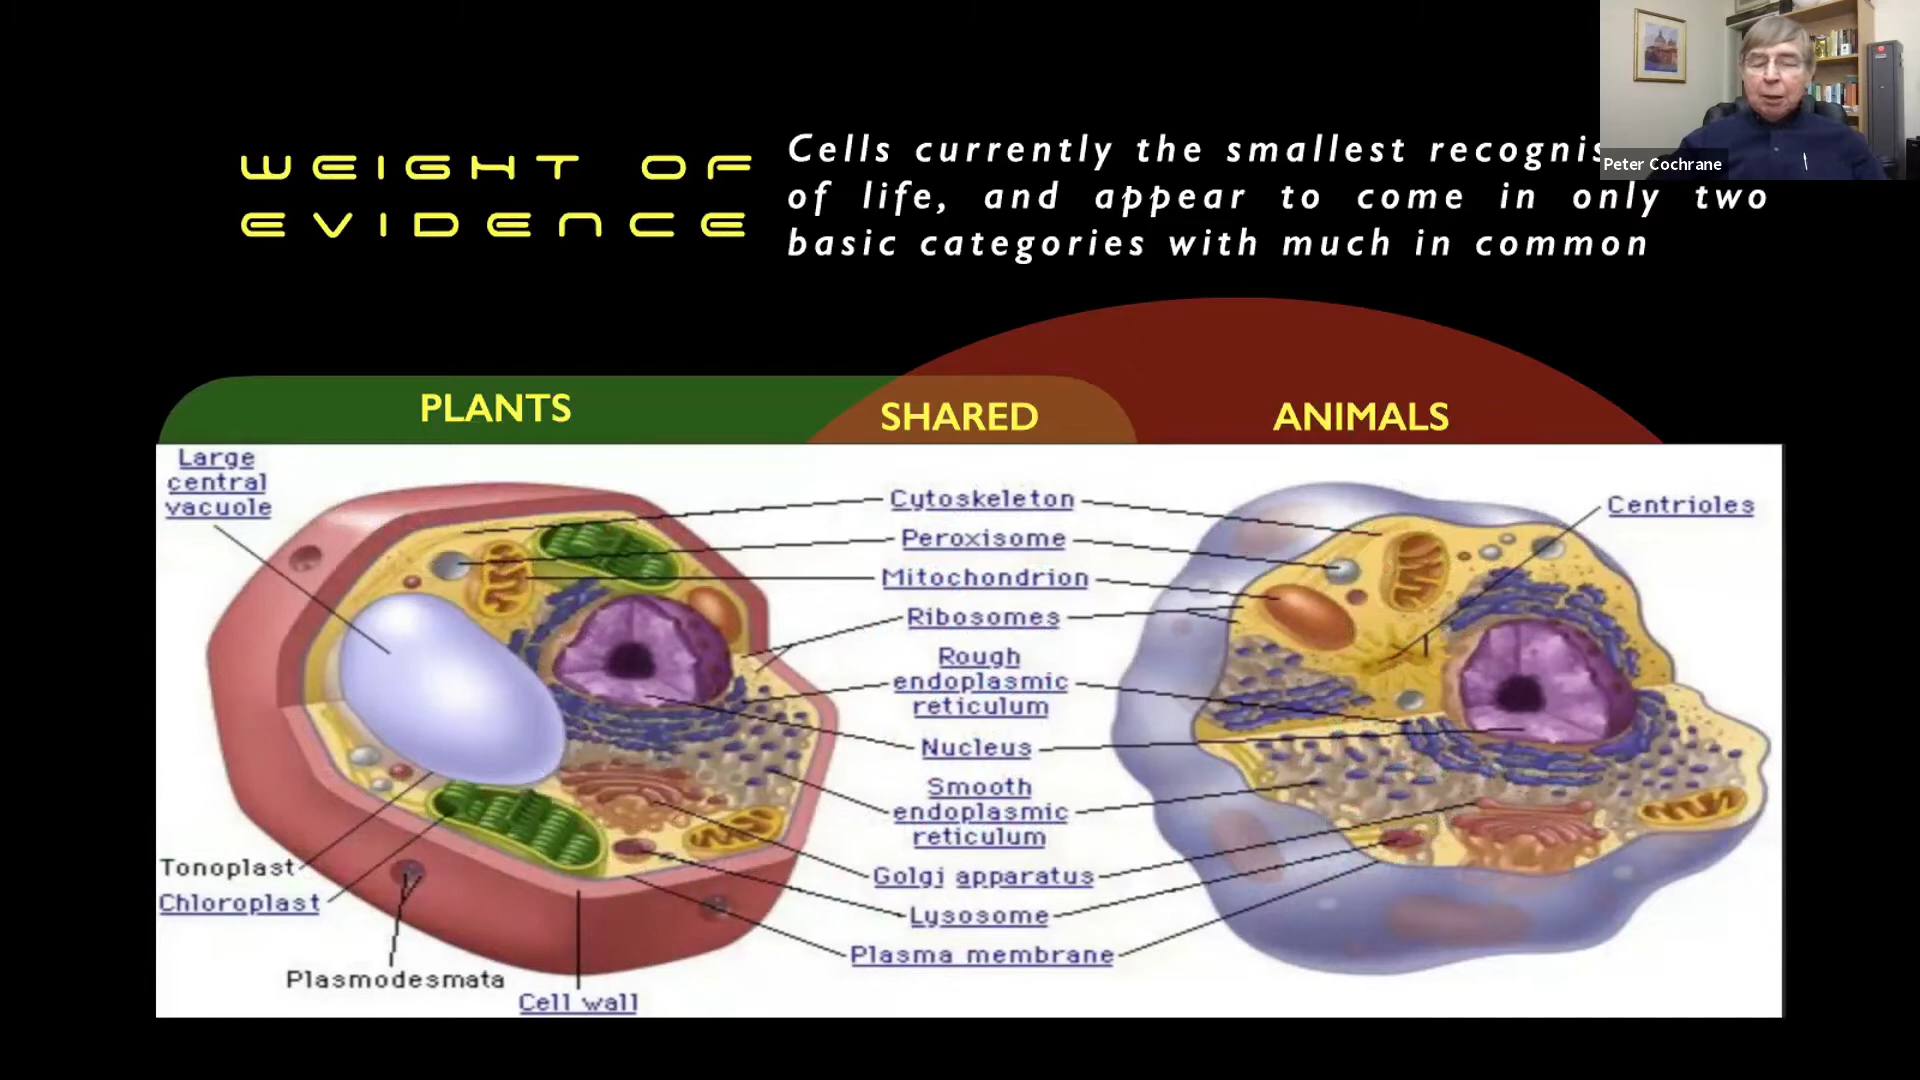 WEIGHT OF
EVIDENCE
Cells currently the smallest
of life, and appear to come in only two
basic categories with much in common
Peter Cochrane
PLANTS
SHARED
ANIMALS
Large
central
vacuole
Tonoplast
Chloroplast
Plasmodesmata
Cell wall
Cytoskeleton
Peroxisome
Mitochondrion
Ribosomes
Rough
endoplasmic
reticulum
Nucleus
Smooth
endoplasmic
reticulum
Golgi apparatus
Lysosome
Plasma membrane
Centrioles